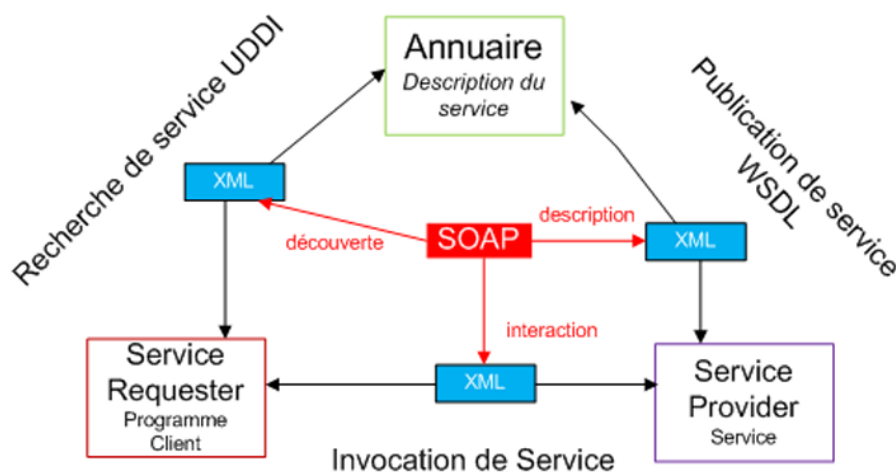 Annuaire
Description du
service
Recherche de service UDDI
Publication de service
WSDL
XML
découverte
SOAP
description
XML
interaction
Service
Requester
Programme
Client
XML
Service
Provider
Service
Invocation de Service